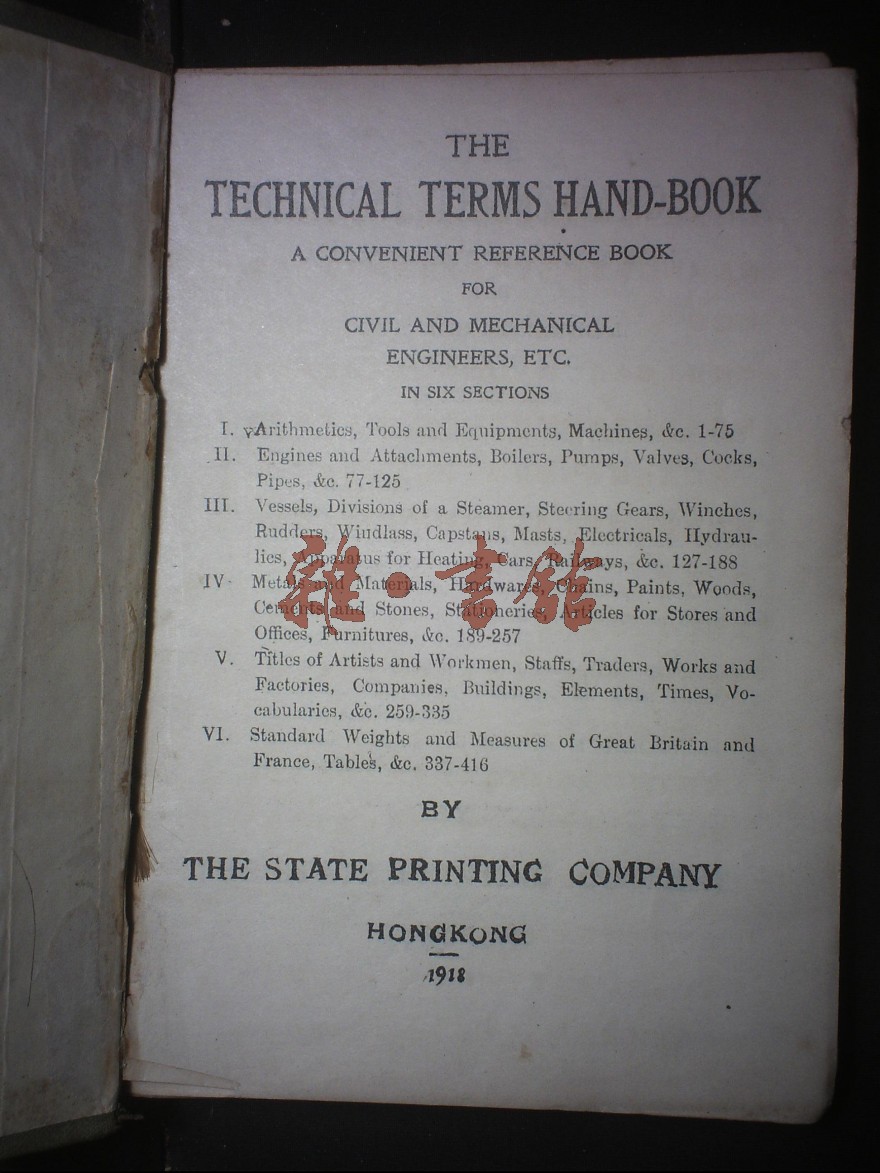 THE
TECHNICAL TERMS HAND-BOOK
A CONVENIENT REFERENCE BOOK
FOR
CIVIL AND MECHANICAL
ENGINEERS, ETC.
IN SIX SECTIONS
I. Arithmetics, Tools and Equipments, Machines, &c. 1-75
II. Engines and Attachments, Boilers, Pumps, Valves, Cocks,
Pipes, &c. 77-125
III. Vessels, Divisions of a Steamer, Steering Gears, Winches,
Rudders, Windlass, Capstans, Masts, Electricals, Hydrau-
lics, Apparatus for Heating, Cars, Railways, &c. 127-188
IV Metals and Materials, Hardwares, Chains, Paints, Woods,
Cements and Stones, Stationeries, Articles for Stores and
Offices, Furnitures, &c. 189-257
V. Titles of Artists and Workmen, Staffs, Traders, Works and
Factories, Companies, Buildings, Elements, Times, Vo-
cabularies, &c. 259-335
VI. Standard Weights and Measures of Great Britain and
France, Tables, &c. 337-416
雜·書館
BY
THE STATE PRINTING COMPANY
HONGKONG
1918